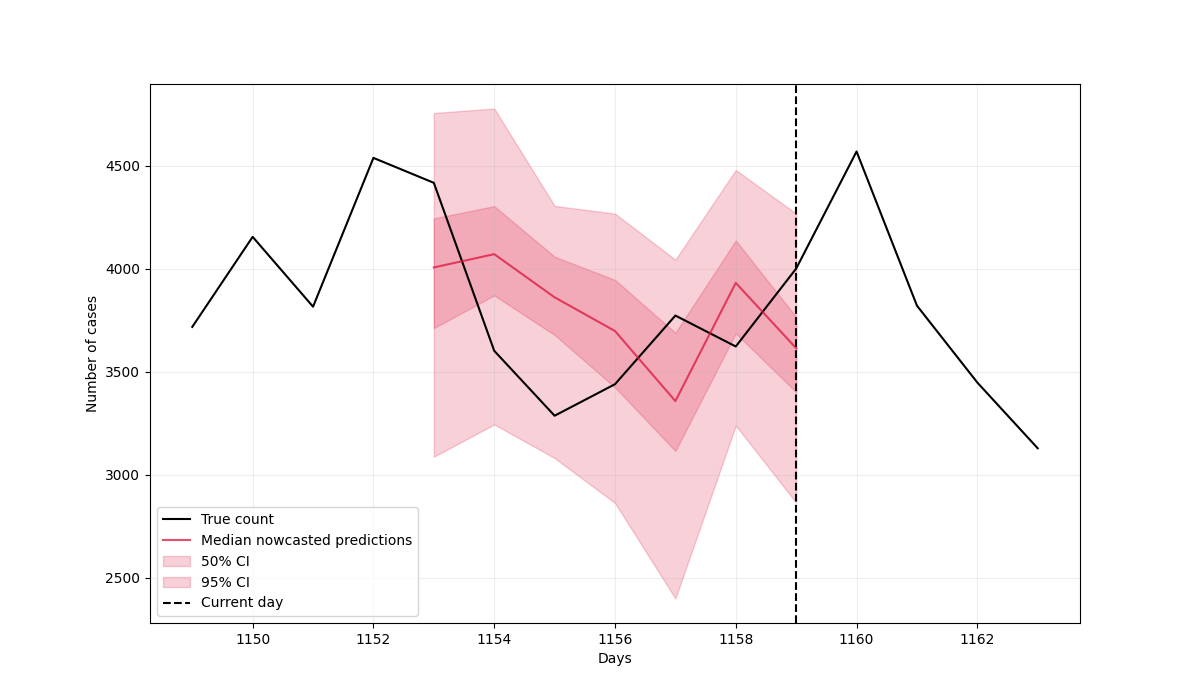 4500
4000
3500
3000
2500
Number of cases
True count
Median nowcasted predictions
50% CI
95% CI
Current day
1150
1152
1154
1156
1158
1160
1162
Days